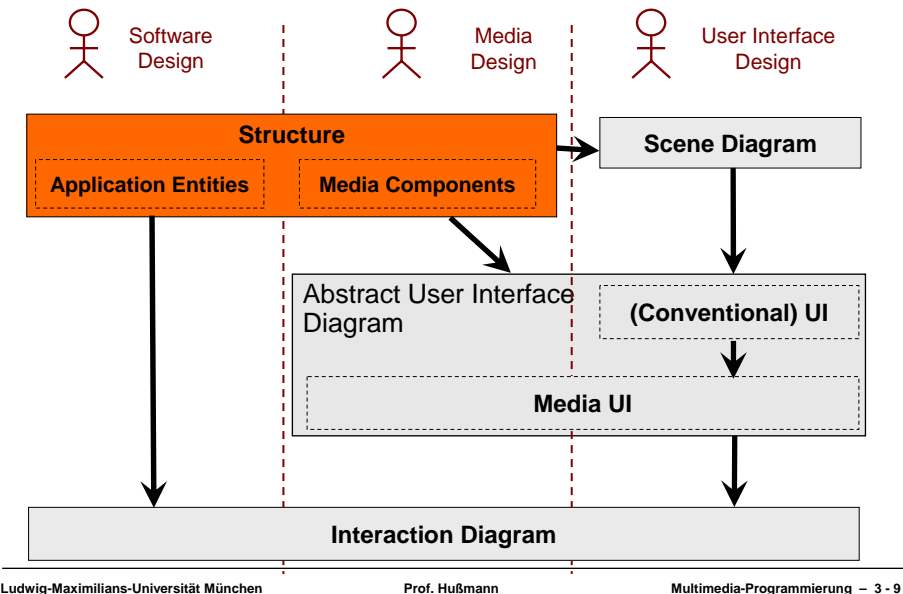 Software
Design
Media
Design
User Interface
Design
Structure
Application Entities
Media Components
Scene Diagram
Abstract User Interface
Diagram
(Conventional) UI
Media UI
Interaction Diagram
Ludwig-Maximilians-Universität München
Prof. Hußmann
Multimedia-Programmierung – 3 - 9